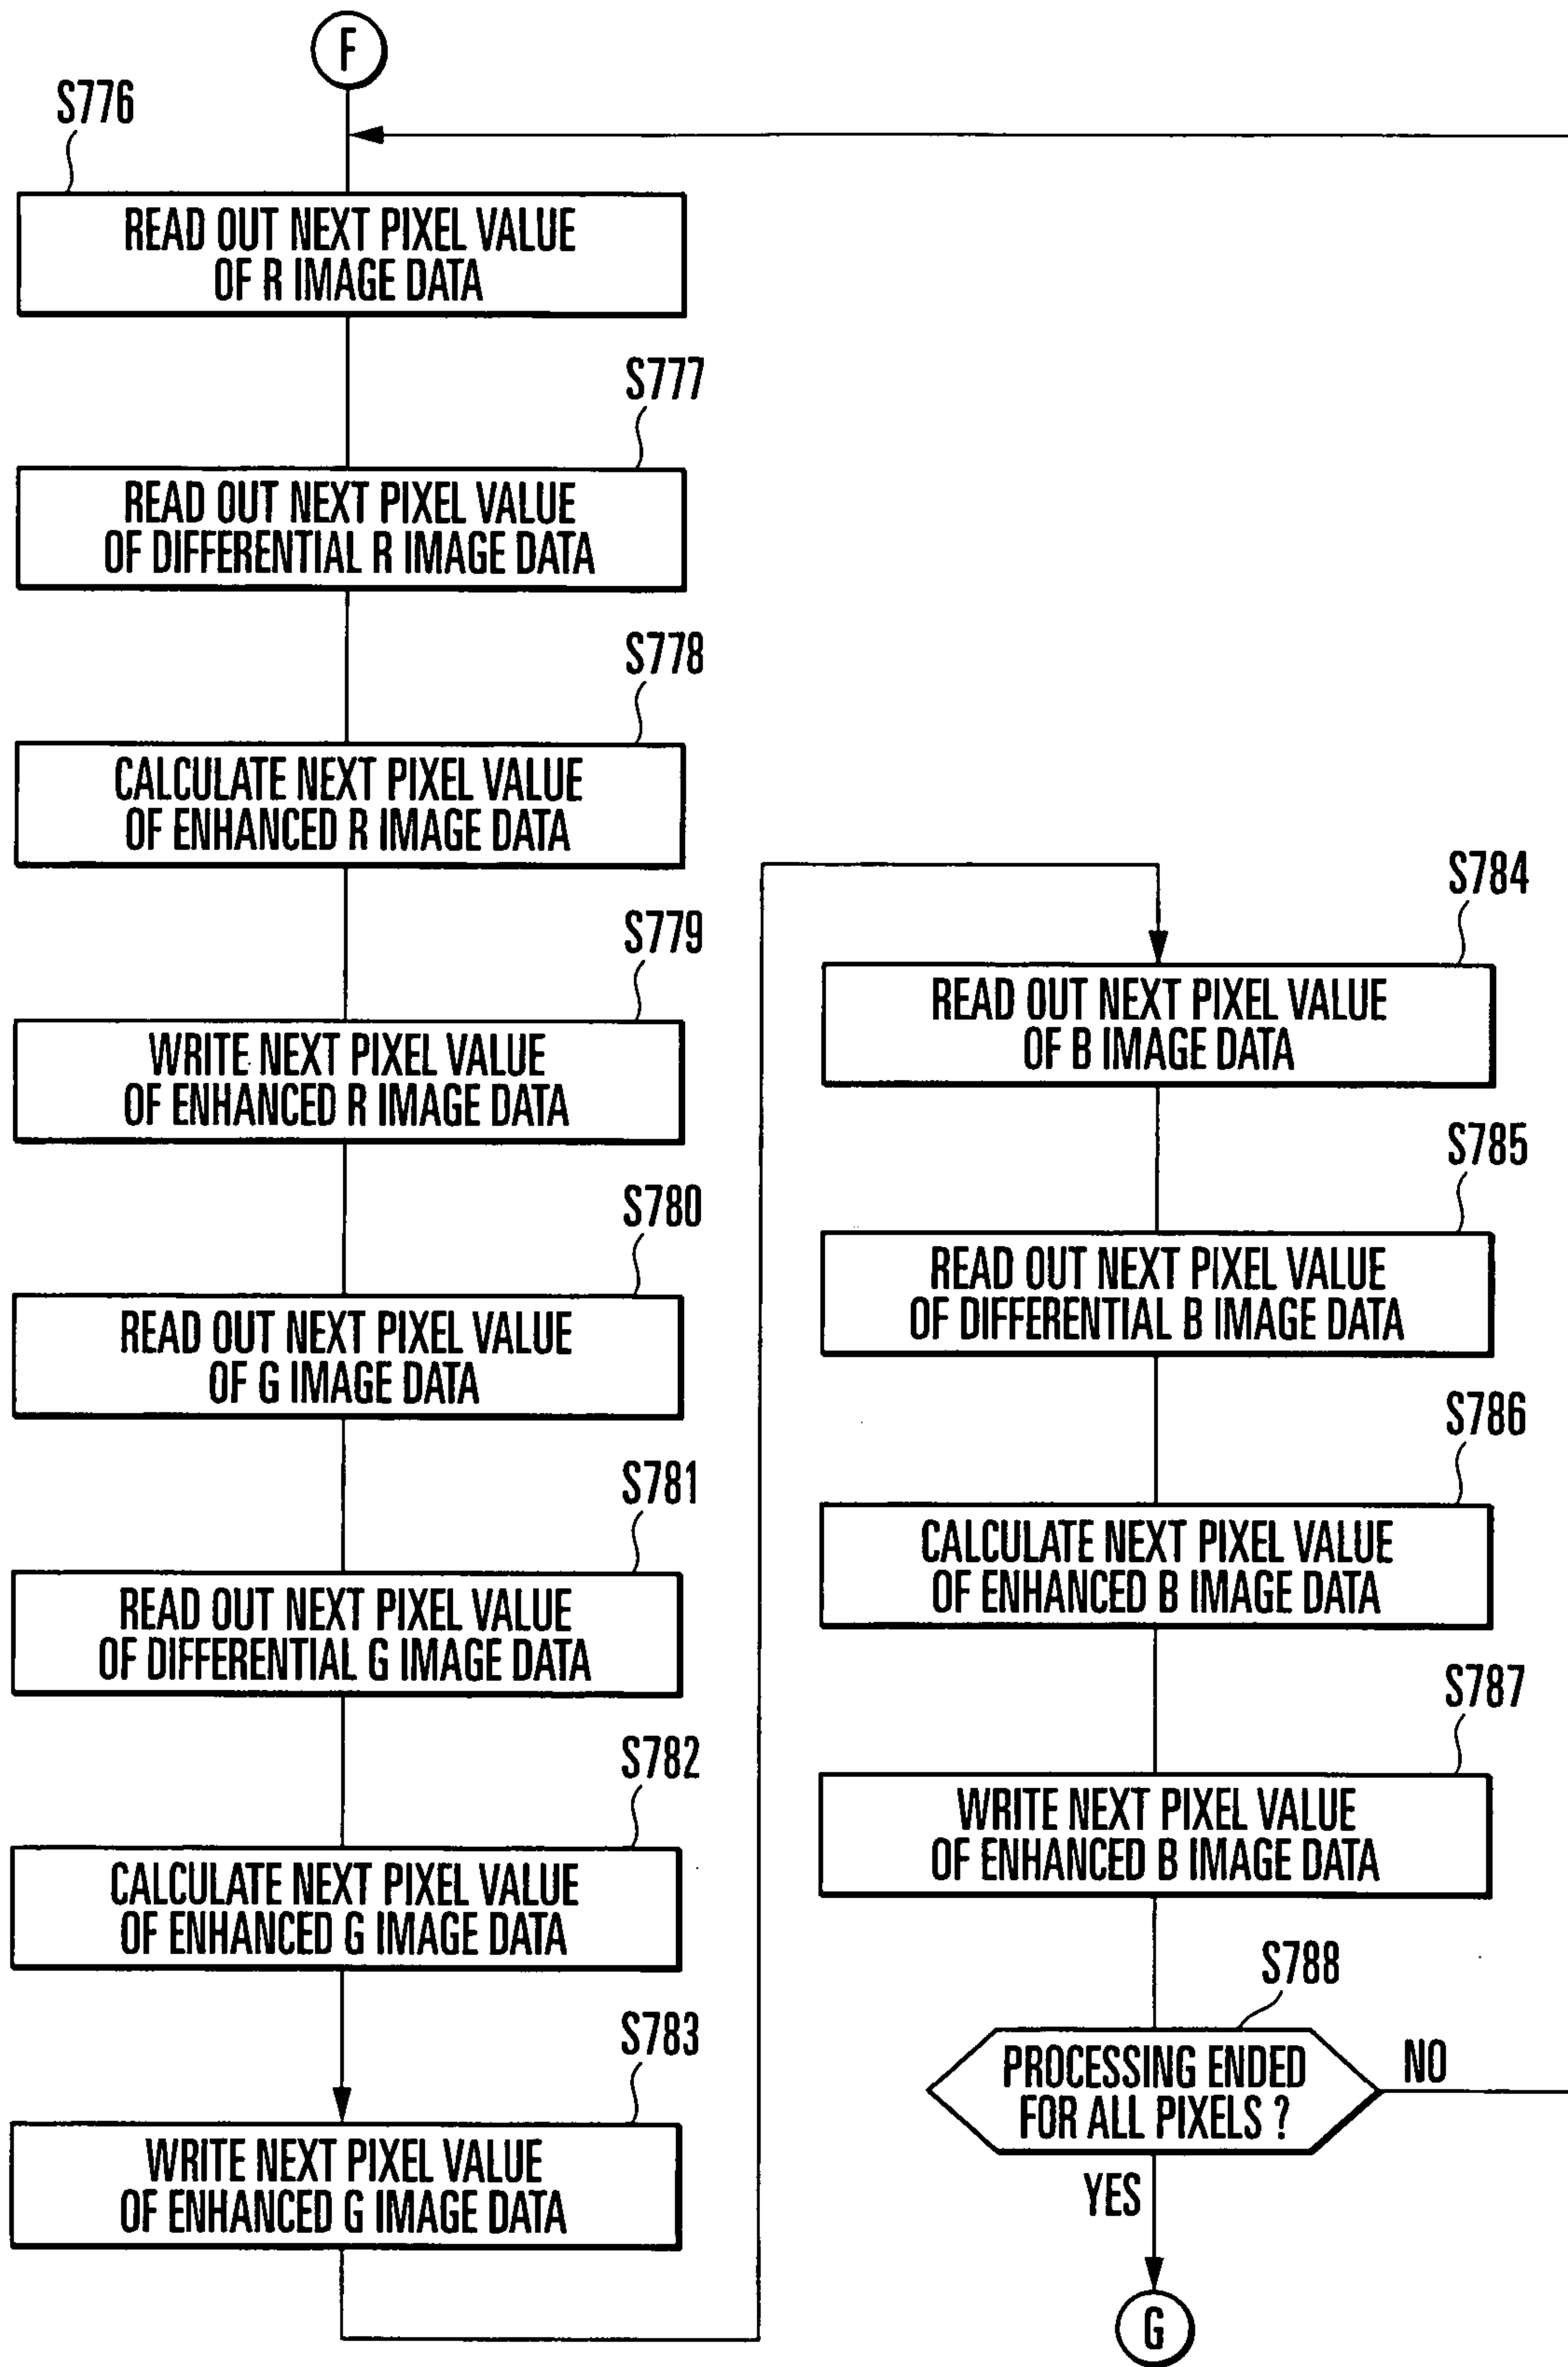 F
S776
READ OUT NEXT PIXEL VALUE
OF R IMAGE DATA
S777
READ OUT NEXT PIXEL VALUE
OF DIFFERENTIAL R IMAGE DATA
S778
CALCULATE NEXT PIXEL VALUE
OF ENHANCED R IMAGE DATA
S779
WRITE NEXT PIXEL VALUE
OF ENHANCED R IMAGE DATA
S780
READ OUT NEXT PIXEL VALUE
OF G IMAGE DATA
S781
READ OUT NEXT PIXEL VALUE
OF DIFFERENTIAL G IMAGE DATA
S782
CALCULATE NEXT PIXEL VALUE
OF ENHANCED G IMAGE DATA
S783
WRITE NEXT PIXEL VALUE
OF ENHANCED G IMAGE DATA
S784
READ OUT NEXT PIXEL VALUE
OF B IMAGE DATA
S785
READ OUT NEXT PIXEL VALUE
OF DIFFERENTIAL B IMAGE DATA
S786
CALCULATE NEXT PIXEL VALUE
OF ENHANCED B IMAGE DATA
S787
WRITE NEXT PIXEL VALUE
OF ENHANCED B IMAGE DATA
S788
PROCESSING ENDED
FOR ALL PIXELS ?
NO
YES
G